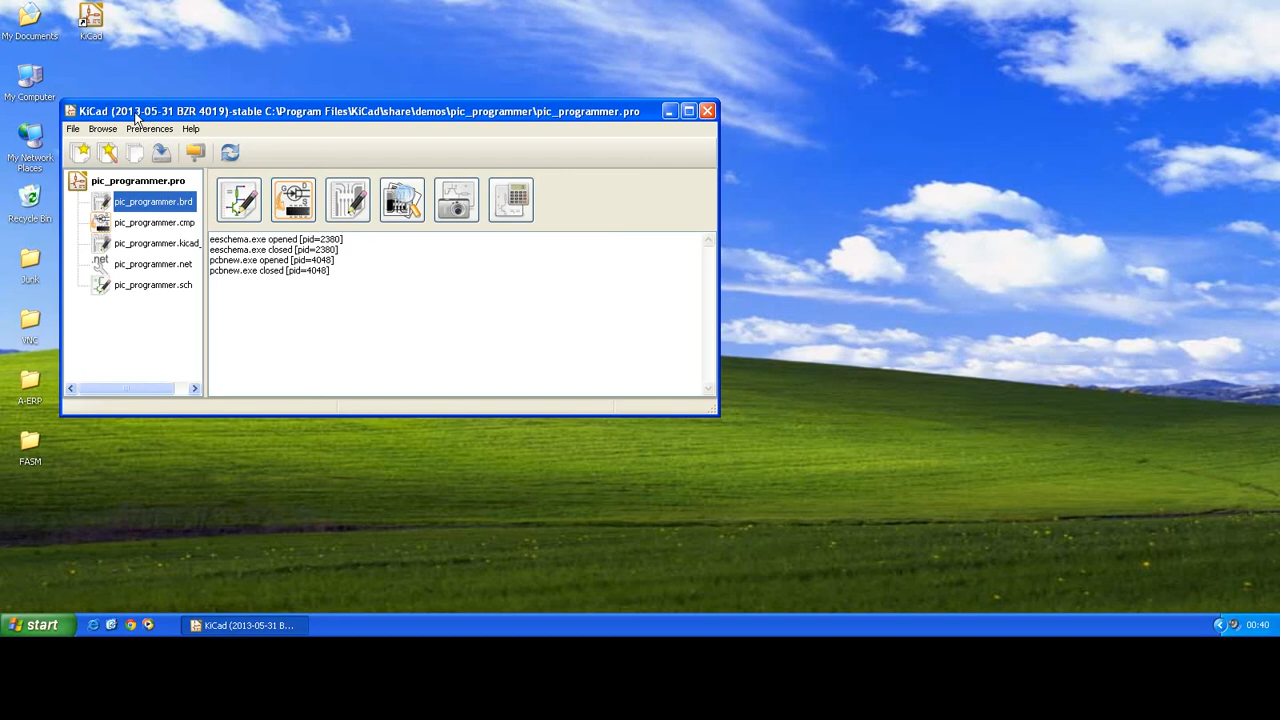 My Documents
KiCad
My Computer
My Network
Places
Recycle Bin
Junk
VNC
A-ERP
FASM
KiCad (2013-05-31 BZR 4019)-stable C:\Program Files\KiCad\share\demos\pic_programmer\pic_programmer.pro
File Browse Preferences Help
pic_programmer.pro
pic_programmer.brd
pic_programmer.cmp
pic_programmer.kicad_
.net pic_programmer.net
pic_programmer.sch
eeschema.exe opened [pid=2380]
eeschema.exe closed [pid=2380]
pcbnew.exe opened [pid=4048]
pcbnew.exe closed [pid=4048]
start
KiCad (2013-05-31 B...
00:40